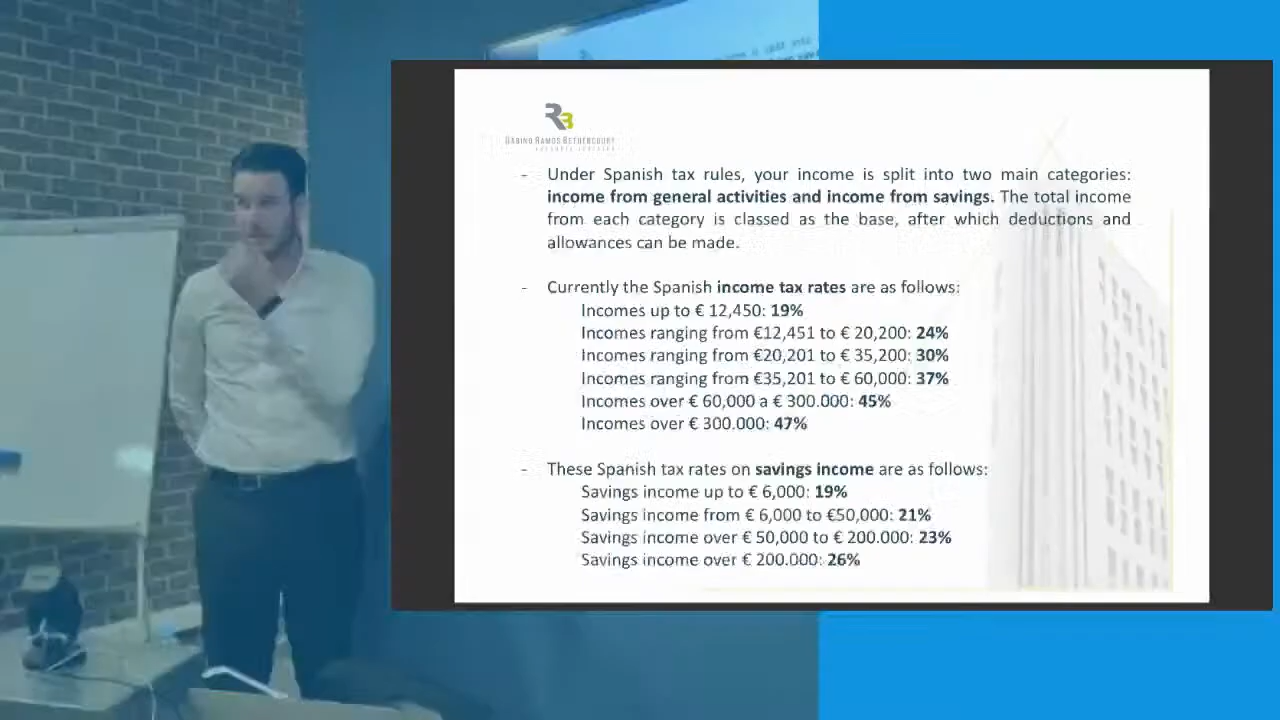 RB
SABINO RAMOS BETHENCOURT
- Under Spanish tax rules, your income is split into two main categories:
income from general activities and income from savings. The total income
from each category is classed as the base, after which deductions and
allowances can be made.
- Currently the Spanish income tax rates are as follows:
Incomes up to € 12,450: 19%
Incomes ranging from €12,451 to € 20,200: 24%
Incomes ranging from €20,201 to € 35,200: 30%
Incomes ranging from €35,201 to € 60,000: 37%
Incomes over € 60,000 a € 300.000: 45%
Incomes over € 300.000: 47%
- These Spanish tax rates on savings income are as follows:
Savings income up to € 6,000: 19%
Savings income from € 6,000 to €50,000: 21%
Savings income over € 50,000 to € 200.000: 23%
Savings income over € 200.000: 26%